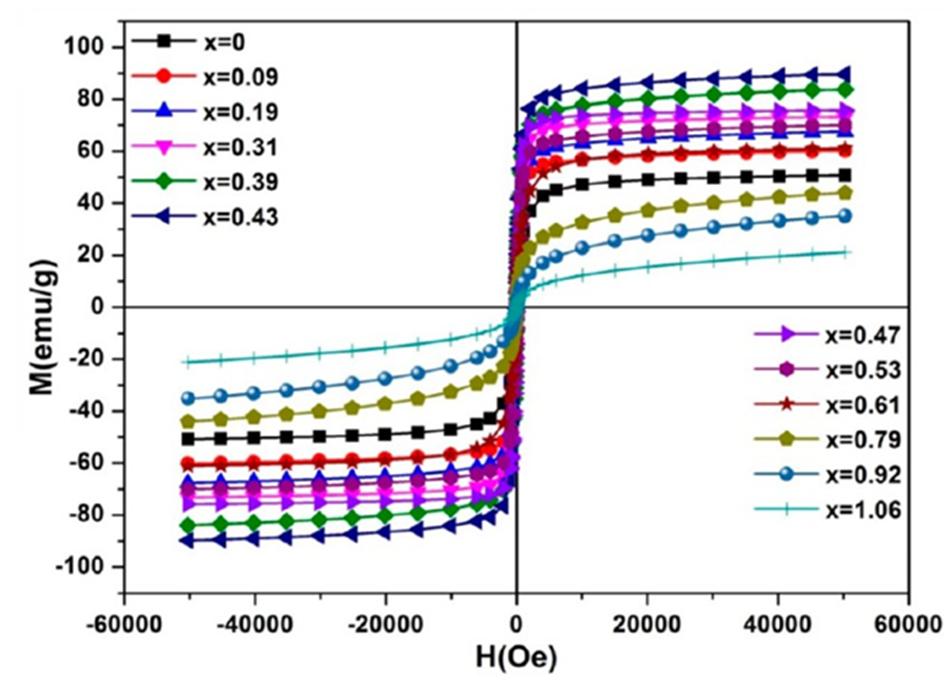 M(emu/g)
100
80
60
40
20
0
-20
-40
-60
-80
-100
x=0
x=0.09
x=0.19
x=0.31
x=0.39
x=0.43
x=0.47
x=0.53
x=0.61
x=0.79
x=0.92
x=1.06
-60000 -40000 -20000 0 20000 40000 60000
H(Oe)